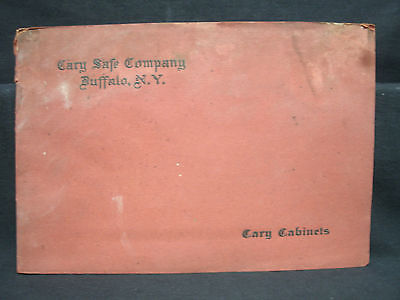 Cary Safe Company
Buffalo, N.Y.
Cary Cabinets